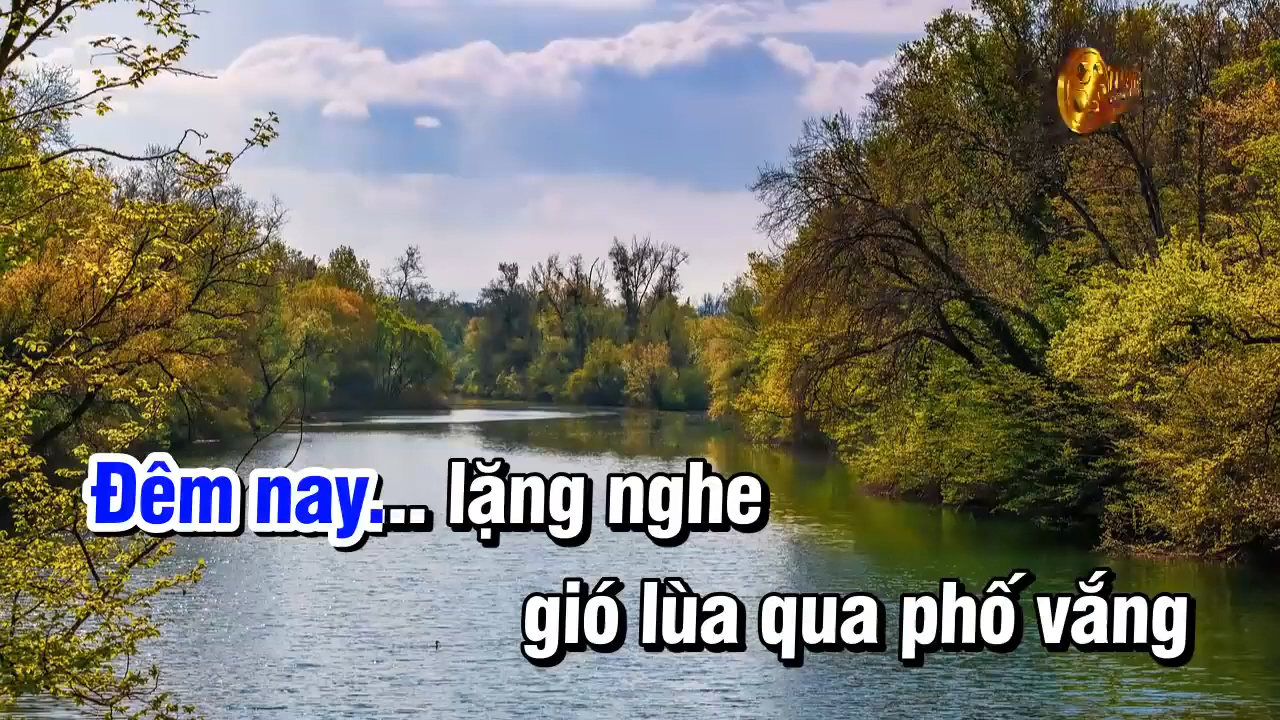 Đêm nay... lặng nghe
gió lùa qua phố vắng